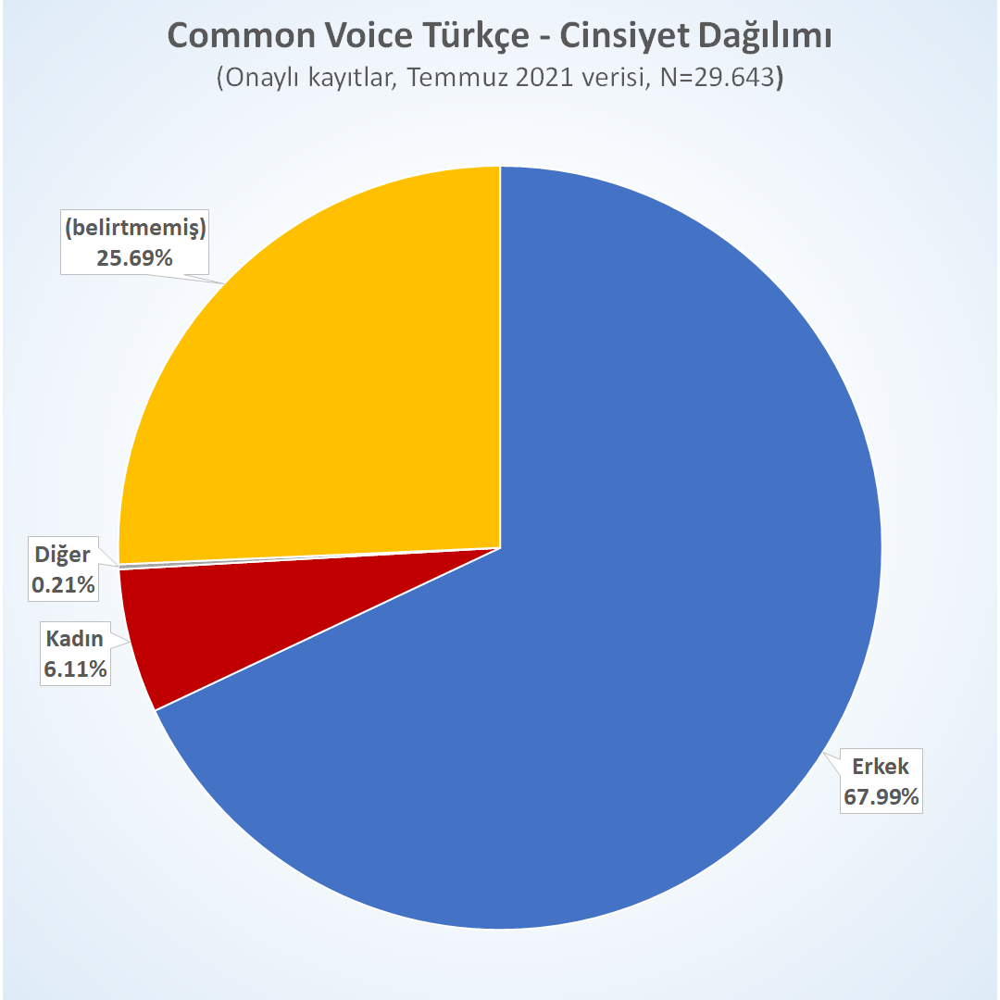 Common Voice Türkçe - Cinsiyet Dağılımı
(Onaylı kayıtlar, Temmuz 2021 verisi, N=29.643)
(belirtmemiş)
25.69%
Diğer
0.21%
Kadın
6.11%
Erkek
67.99%